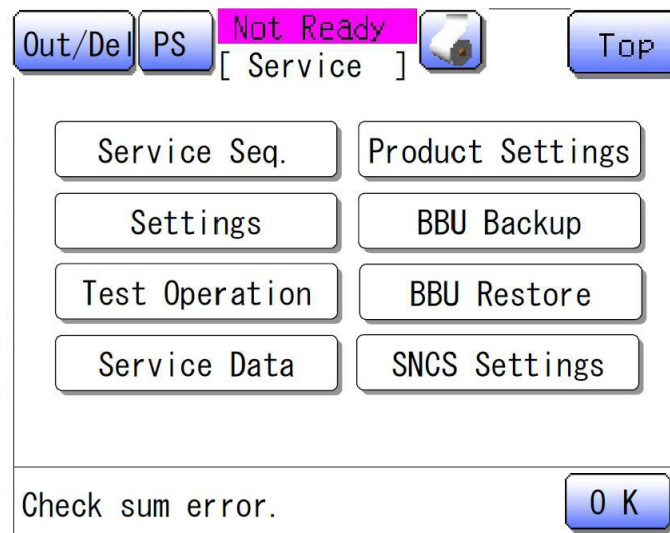 Out/Del PS Not Ready Top
[ Service ]
Service Seq. Product Settings
Settings BBU Backup
Test Operation BBU Restore
Service Data SNCS Settings
Check sum error. OK